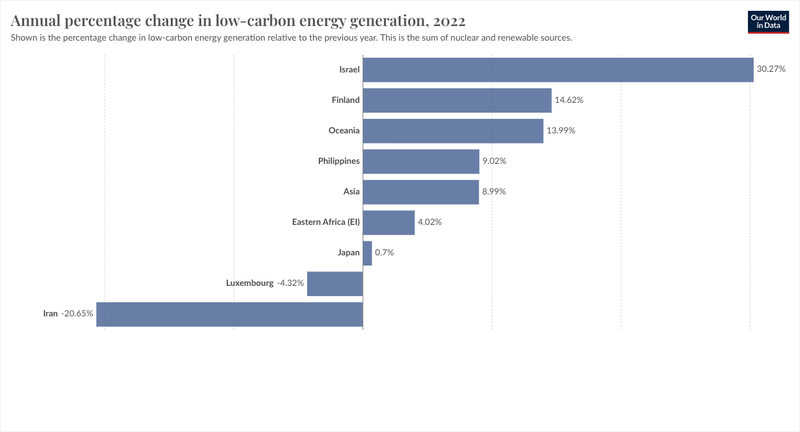 Annual percentage change in low-carbon energy generation, 2022
Shown is the percentage change in low-carbon energy generation relative to the previous year. This is the sum of nuclear and renewable sources.
Our World
in Data
Israel 30.27%
Finland 14.62%
Oceania 13.99%
Philippines 9.02%
Asia 8.99%
Eastern Africa (EI) 4.02%
Japan 0.7%
Luxembourg -4.32%
Iran -20.65%